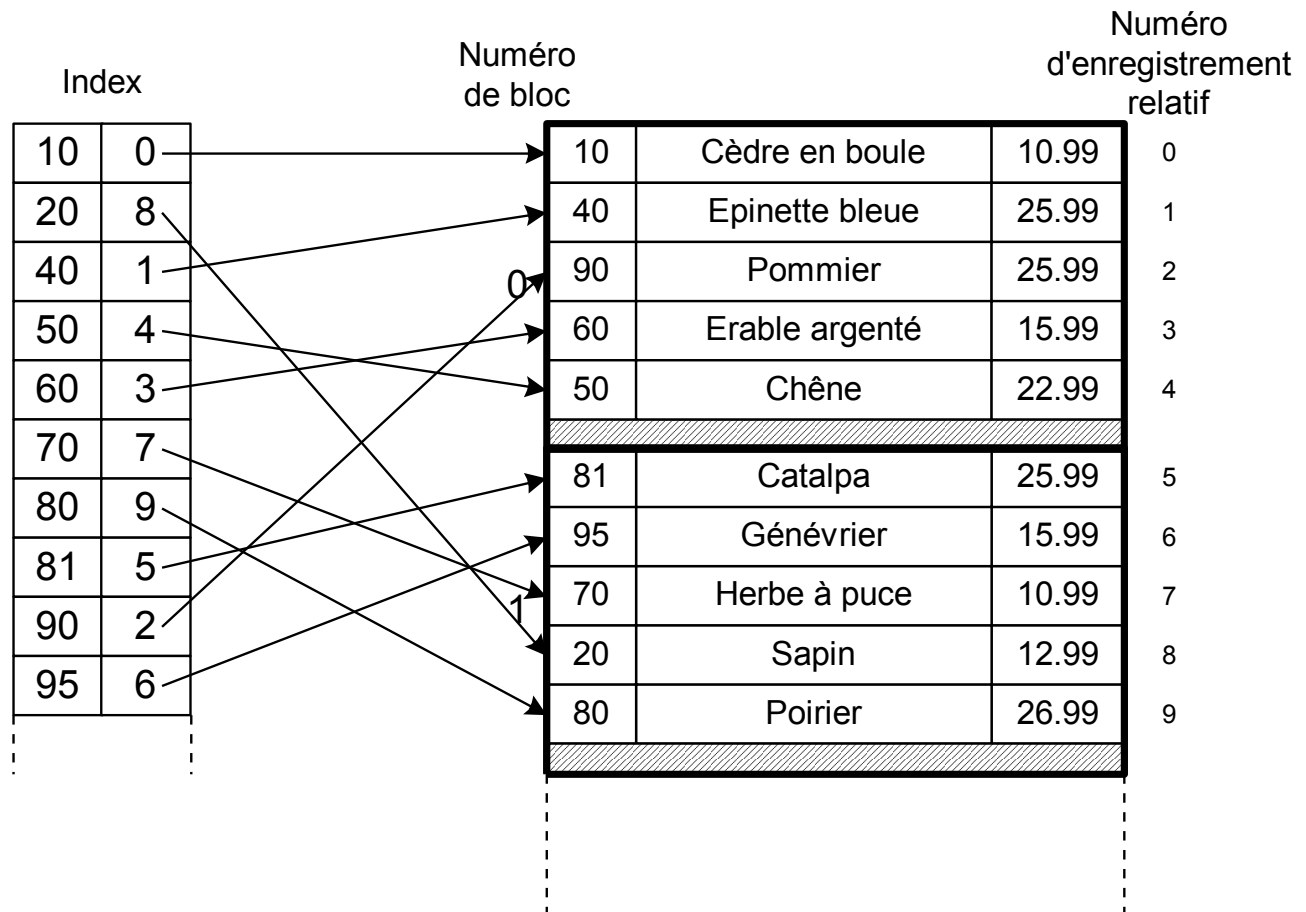 Index
10 0
20 8
40 1
50 4
60 3
70 7
80 9
81 5
90 2
95 6
Numéro
de bloc
0
1
Numéro
d'enregistrement
relatif
10 Cèdre en boule 10.99 0
40 Epinette bleue 25.99 1
90 Pommier 25.99 2
60 Erable argenté 15.99 3
50 Chêne 22.99 4
81 Catalpa 25.99 5
95 Génévrier 15.99 6
70 Herbe à puce 10.99 7
20 Sapin 12.99 8
80 Poirier 26.99 9